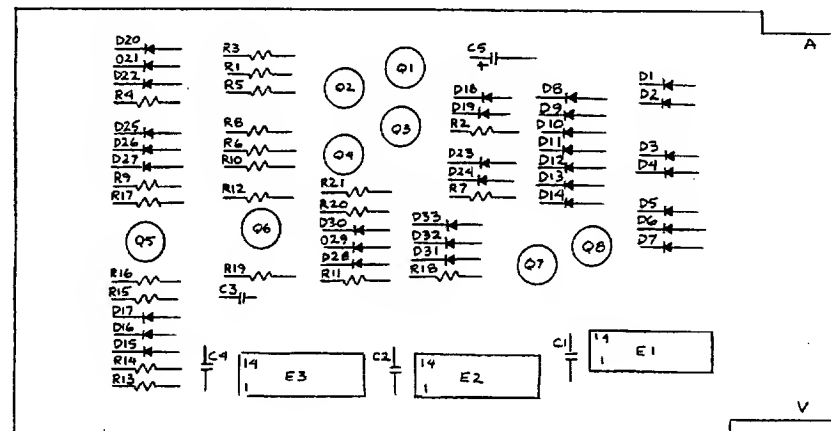 A
D20
O21
D22
R4
D25
D26
D27
R9
R17
Q5
R16
R15
D17
D16
D15
R14
R13
R3
R1
R5
R8
R6
R10
R12
Q6
R19
C3
C4
Q1
Q2
Q3
Q4
R21
R20
D30
O29
D28
R11
C5
+
D18
D19
R2
D23
D24
R7
D33
D32
D31
R18
D8
D9
D10
D11
D12
D13
D14
Q7
Q8
D1
D2
D3
D4
D5
D6
D7
14
1
E3
C2
14
1
E2
C1
14
1
E1
V